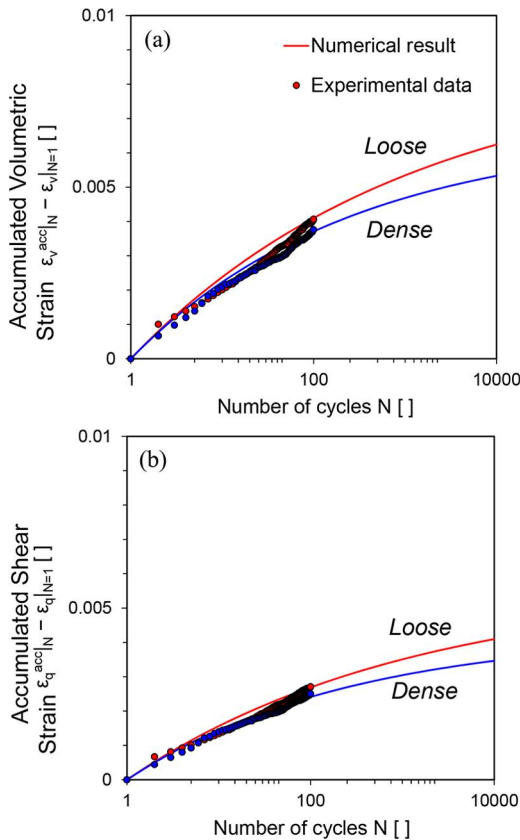 0.01
(a)
Numerical result
Experimental data
Loose
0.005
Dense
Accumulated Volumetric
Strain ε_v^acc|_N − ε_v|_N=1 [ ]
0
1
100
10000
Number of cycles N [ ]
0.01
(b)
0.005
Loose
Dense
Accumulated Shear
Strain ε_q^acc|_N − ε_q|_N=1 [ ]
0
1
100
10000
Number of cycles N [ ]